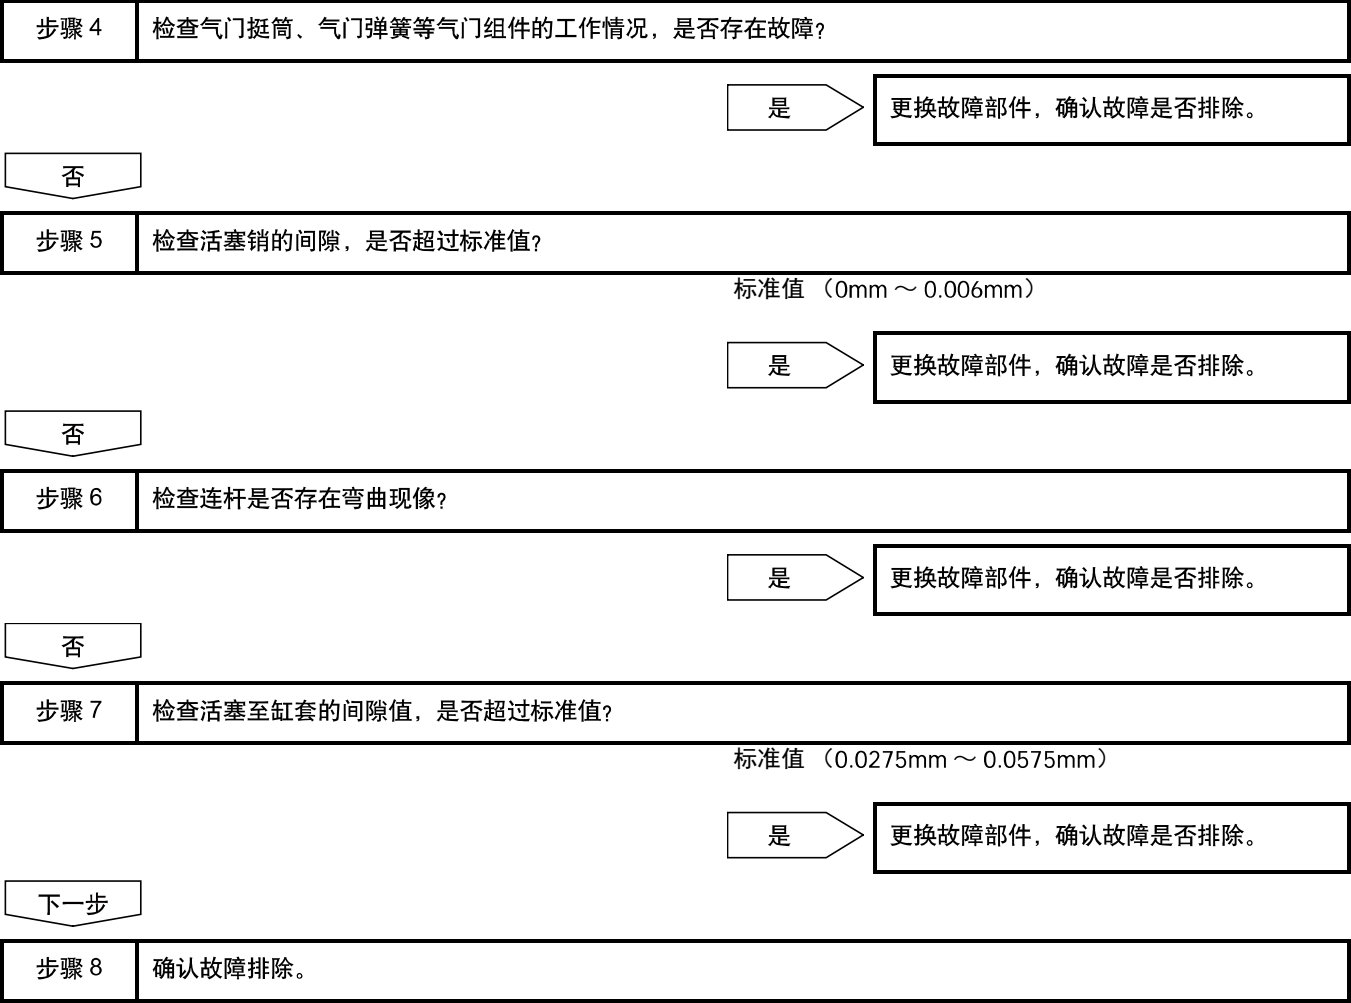 步骤 4 检查气门挺筒、气门弹簧等气门组件的工作情况，是否存在故障?
是 更换故障部件，确认故障是否排除。
否
步骤 5 检查活塞销的间隙，是否超过标准值?
标准值 （0mm ～ 0.006mm）
是 更换故障部件，确认故障是否排除。
否
步骤 6 检查连杆是否存在弯曲现像?
是 更换故障部件，确认故障是否排除。
否
步骤 7 检查活塞至缸套的间隙值，是否超过标准值?
标准值 （0.0275mm ～ 0.0575mm）
是 更换故障部件，确认故障是否排除。
下一步
步骤 8 确认故障排除。